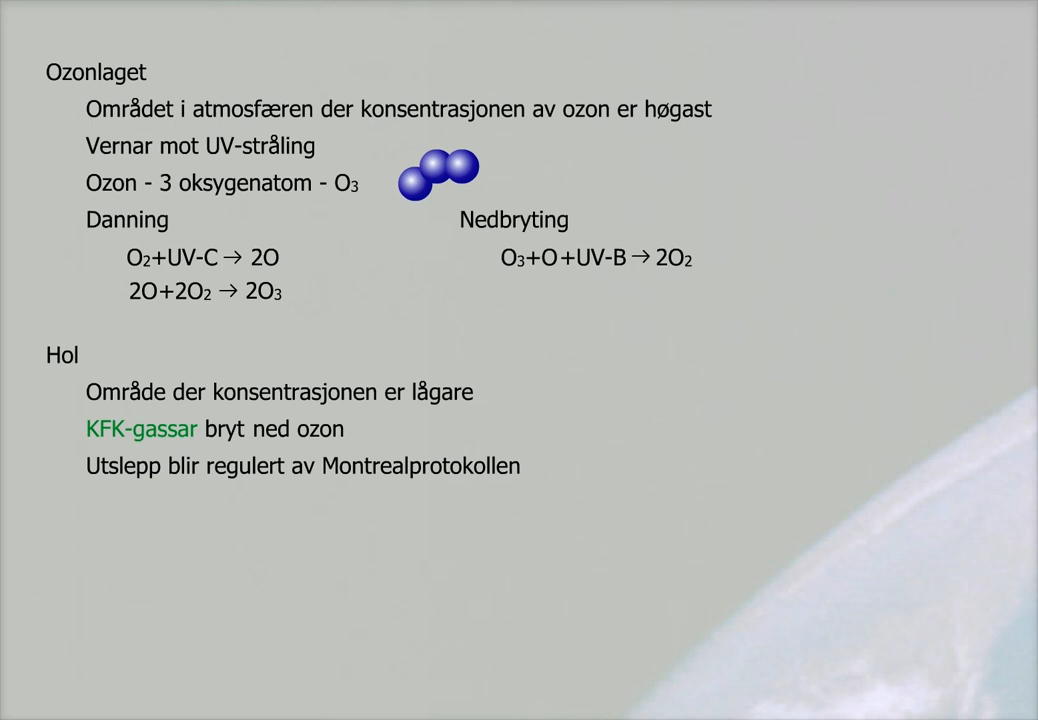 Ozonlaget
Området i atmosfæren der konsentrasjonen av ozon er høgast
Vernar mot UV-stråling
Ozon - 3 oksygenatom - O₃
Danning
Nedbryting
O₂+UV-C → 2O
O₃+O+UV-B → 2O₂
2O+2O₂ → 2O₃
Hol
Område der konsentrasjonen er lågare
KFK-gassar bryt ned ozon
Utslepp blir regulert av Montrealprotokollen